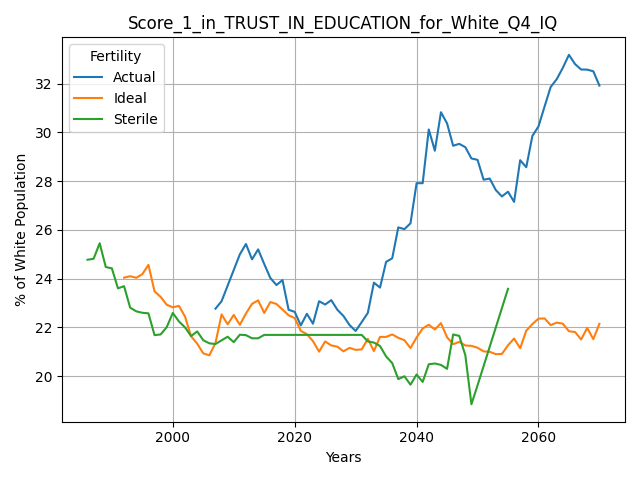 Score_1_in_TRUST_IN_EDUCATION_for_White_Q4_IQ
Fertility
Actual
Ideal
Sterile
% of White Population
32
30
28
26
24
22
20
2000
2020
2040
2060
Years